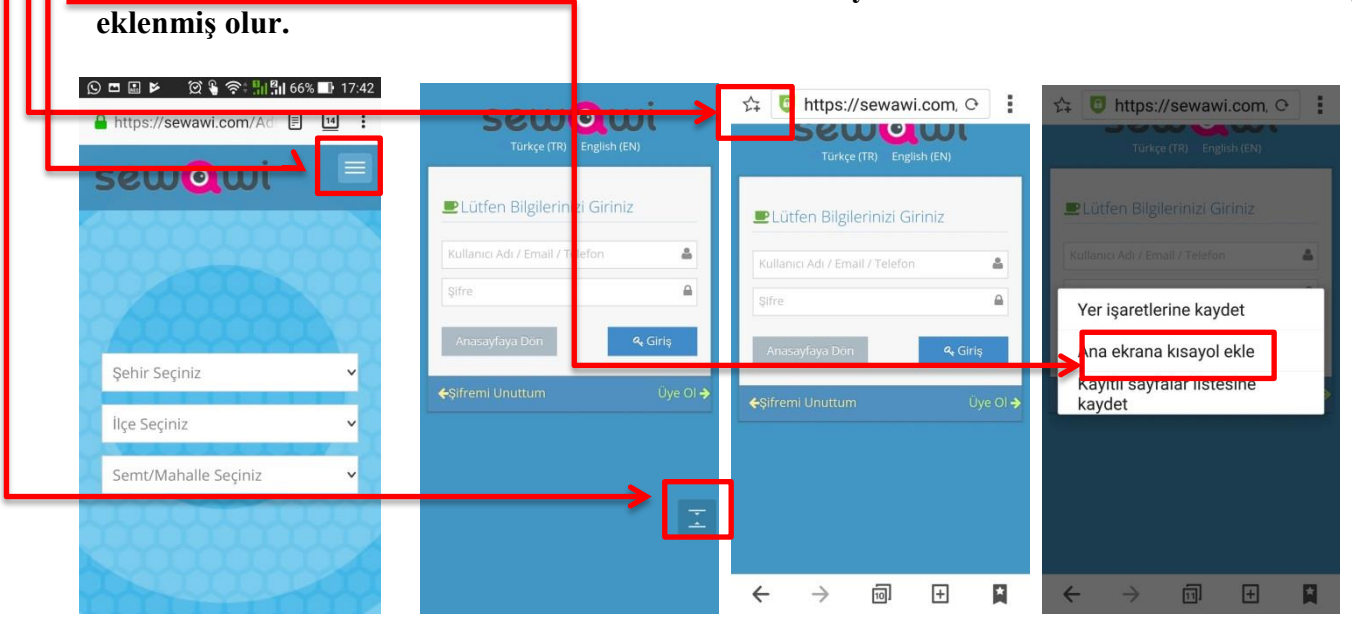 eklenmiş olur.
66% 17:42
https://sewawi.com/Ad
14
sewawi
Şehir Seçiniz
İlçe Seçiniz
Semt/Mahalle Seçiniz
sewawi
Türkçe (TR) English (EN)
Lütfen Bilgilerinizi Giriniz
Kullanıcı Adı / Email / Telefon
Şifre
Anasayfaya Dön
Giriş
Şifremi Unuttum
Üye Ol
https://sewawi.com,
sewawi
Türkçe (TR) English (EN)
Lütfen Bilgilerinizi Giriniz
Kullanıcı Adı / Email / Telefon
Şifre
Anasayfaya Dön
Giriş
Şifremi Unuttum
Üye Ol
10
https://sewawi.com,
Türkçe (TR) English (EN)
Lütfen Bilgilerinizi Giriniz
Kullanıcı Adı / Email / Telefon
Yer işaretlerine kaydet
Ana ekrana kısayol ekle
Kayıtlı sayfalar listesine
kaydet
11